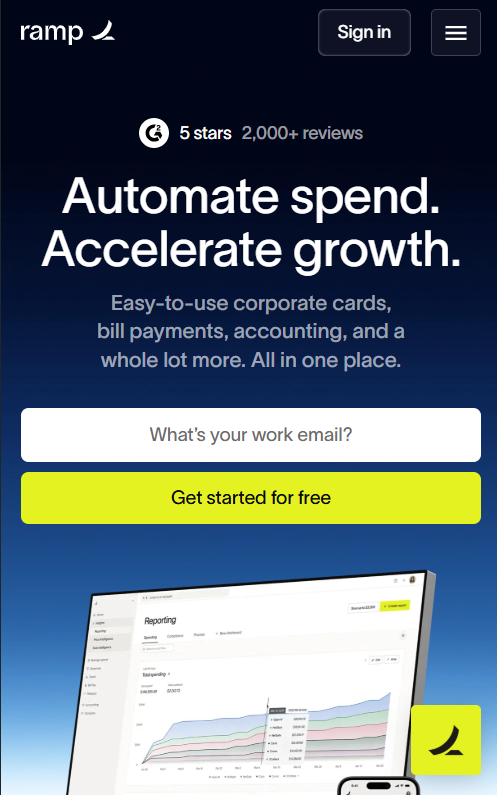 ramp
Sign in
5 stars 2,000+ reviews
Automate spend.
Accelerate growth.
Easy-to-use corporate cards,
bill payments, accounting, and a
whole lot more. All in one place.
What's your work email?
Get started for free
Reporting
Total spending